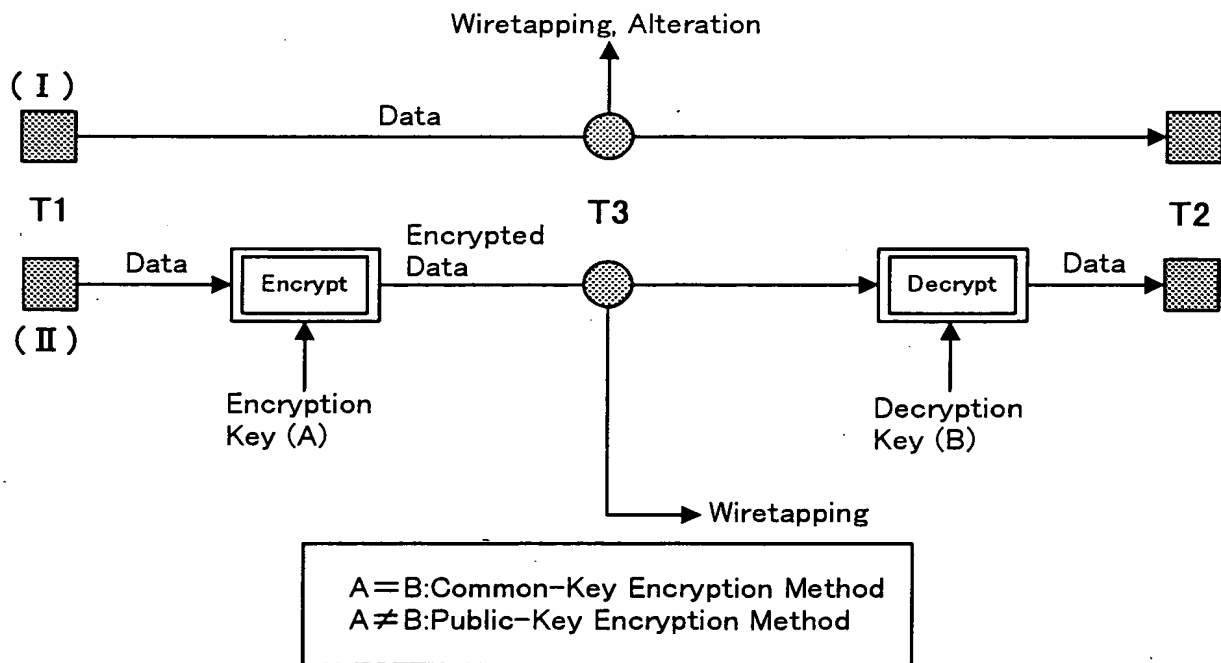 Wiretapping, Alteration
(Ⅰ)
Data
T1
T3
T2
Data
Encrypt
Encrypted
Data
Decrypt
Data
(Ⅱ)
Encryption
Key (A)
Decryption
Key (B)
Wiretapping
A=B:Common-Key Encryption Method
A≠B:Public-Key Encryption Method